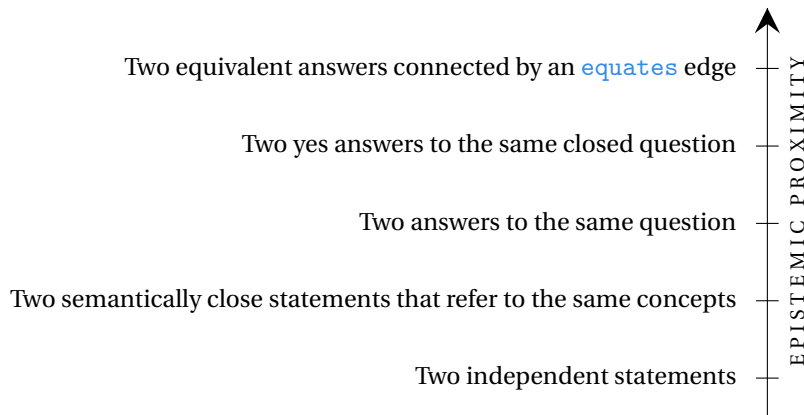 Two equivalent answers connected by an equates edge
Two yes answers to the same closed question
Two answers to the same question
Two semantically close statements that refer to the same concepts
Two independent statements
EPISTEMIC PROXIMITY